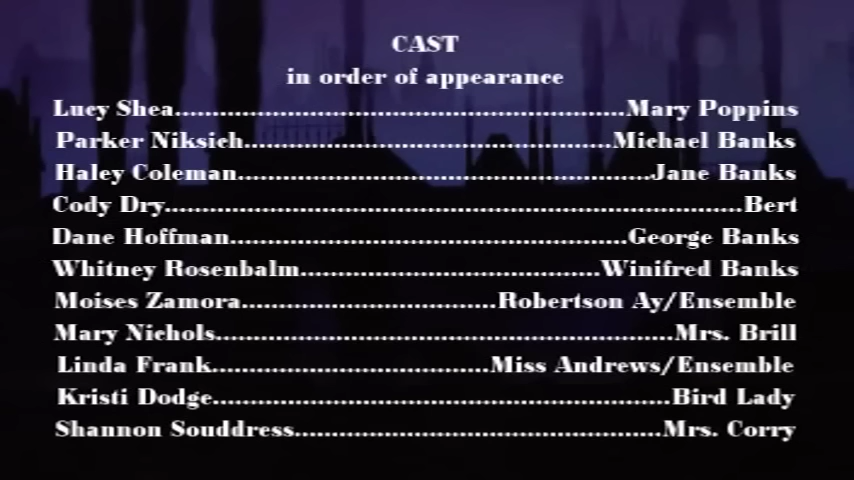 CAST
in order of appearance
Lucy Shea..........................................................Mary Poppins
Parker Niksich...............................................Michael Banks
Haley Coleman.....................................................Jane Banks
Cody Dry.........................................................................Bert
Dane Hoffman..................................................George Banks
Whitney Rosenbalm......................................Winifred Banks
Moises Zamora................................Robertson Ay/Ensemble
Mary Nichols..........................................................Mrs. Brill
Linda Frank...................................Miss Andrews/Ensemble
Kristi Dodge..........................................................Bird Lady
Shannon Souddress...............................................Mrs. Corry